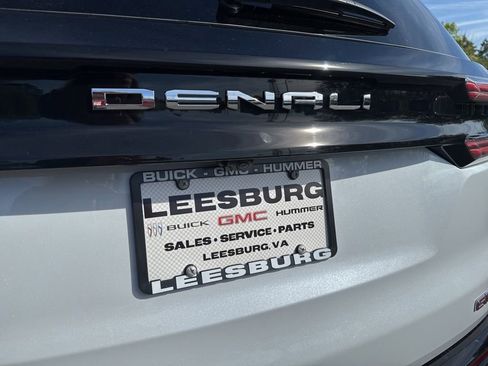 DENALI
BUICK - GMC - HUMMER
LEESBURG
BUICK GMC HUMMER
SALES • SERVICE • PARTS
LEESBURG, VA
LEESBURG